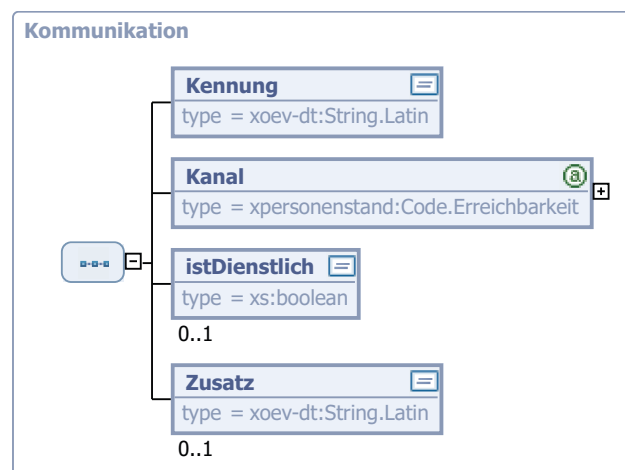 Kommunikation
Kennung
type = xoev-dt:String.Latin
Kanal
type = xpersonenstand:Code.Erreichbarkeit
istDienstlich
type = xs:boolean
0..1
Zusatz
type = xoev-dt:String.Latin
0..1